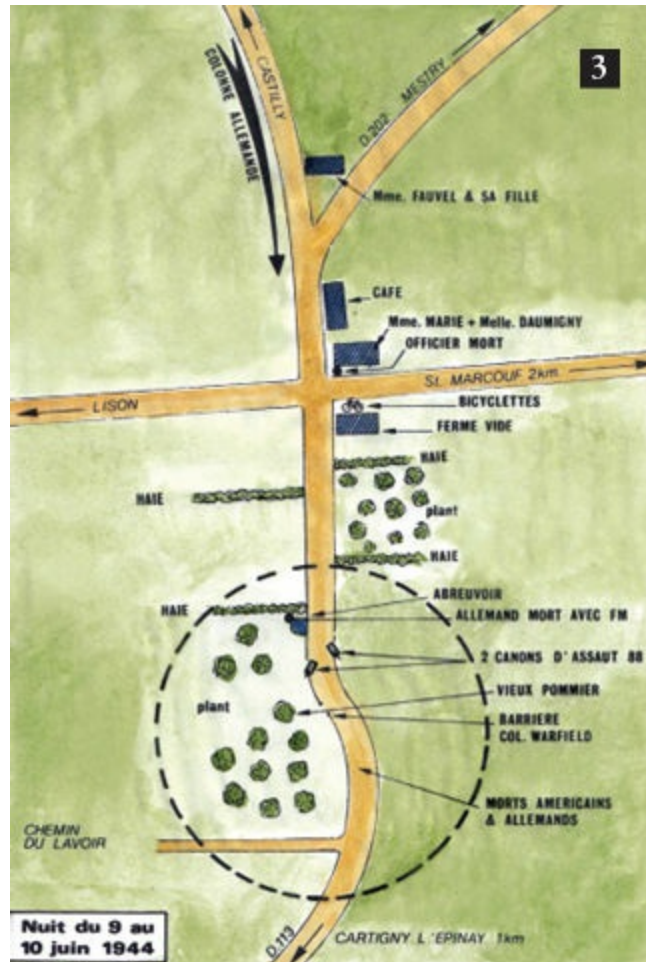 3
CASTILLY
COLONNE ALLEMANDE
D.202 MESTRY
Mme. FAUVEL & SA FILLE
CAFE
Mme. MARIE + Melle. DAUMIGNY
OFFICIER MORT
St. MARCOUF 2km
LISON
BICYCLETTES
FERME VIDE
HAIE
HAIE
plant
HAIE
ABREUVOIR
HAIE
ALLEMAND MORT AVEC FM
2 CANONS D'ASSAUT 88
VIEUX POMMIER
plant
BARRIERE
COL. WARFIELD
MORTS AMERICAINS
& ALLEMANDS
CHEMIN
DU LAVOIR
Nuit du 9 au
10 juin 1944
D.113
CARTIGNY L'EPINAY 1km